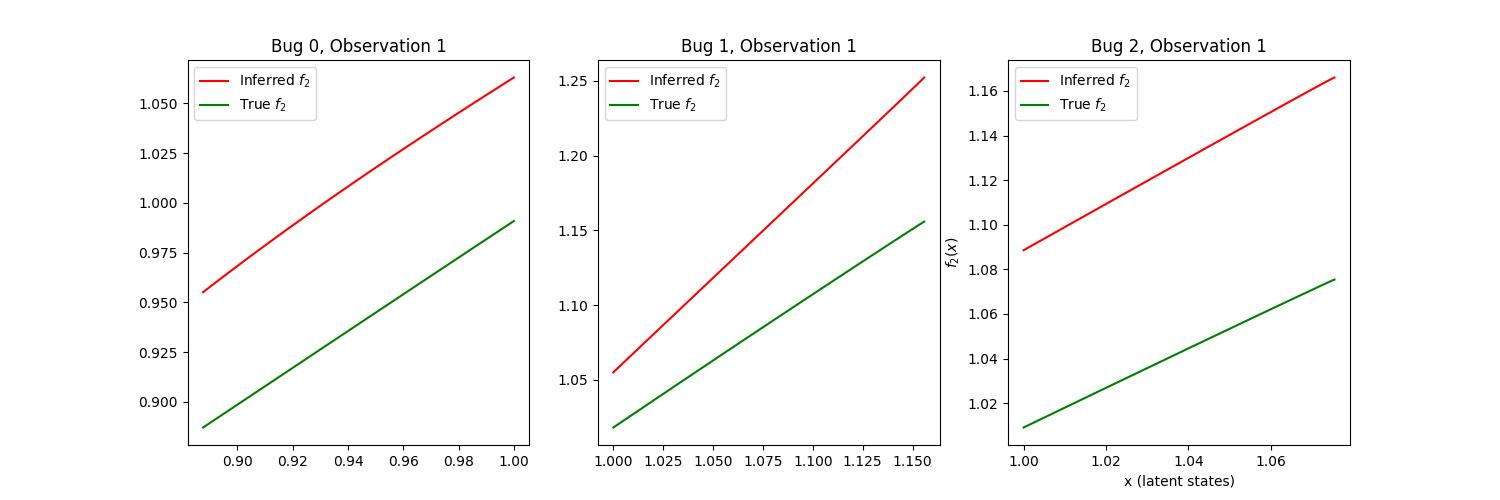 Bug 0, Observation 1
Inferred f₂
True f₂
1.050
1.025
1.000
0.975
0.950
0.925
0.900
0.90 0.92 0.94 0.96 0.98 1.00
Bug 1, Observation 1
Inferred f₂
True f₂
1.25
1.20
1.15
1.10
1.05
1.000 1.025 1.050 1.075 1.100 1.125 1.150
Bug 2, Observation 1
Inferred f₂
True f₂
f₂(x)
1.16
1.14
1.12
1.10
1.08
1.06
1.04
1.02
1.00 1.02 1.04 1.06
x (latent states)